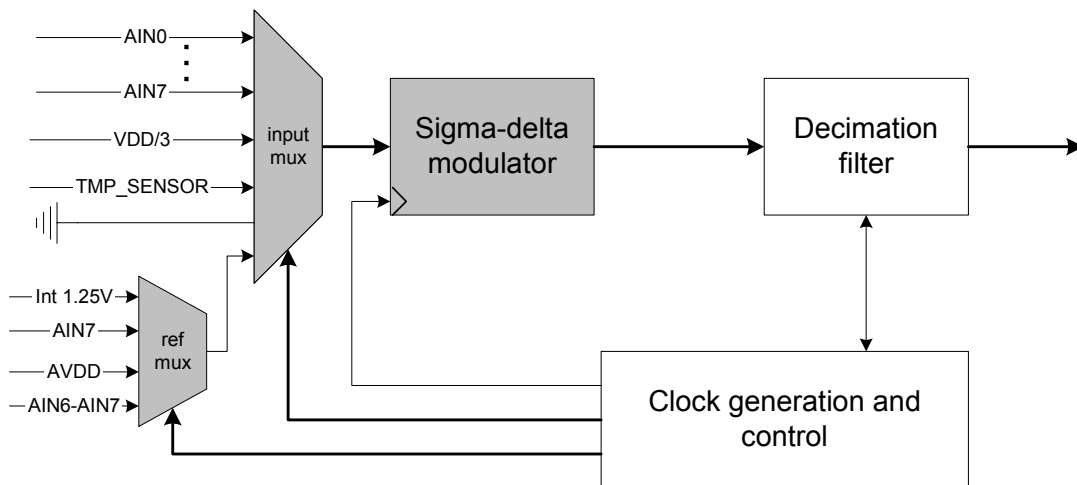 AIN0
AIN7
VDD/3
TMP_SENSOR
input
mux
Sigma-delta
modulator
Decimation
filter
Int 1.25V
AIN7
AVDD
AIN6-AIN7
ref
mux
Clock generation and
control